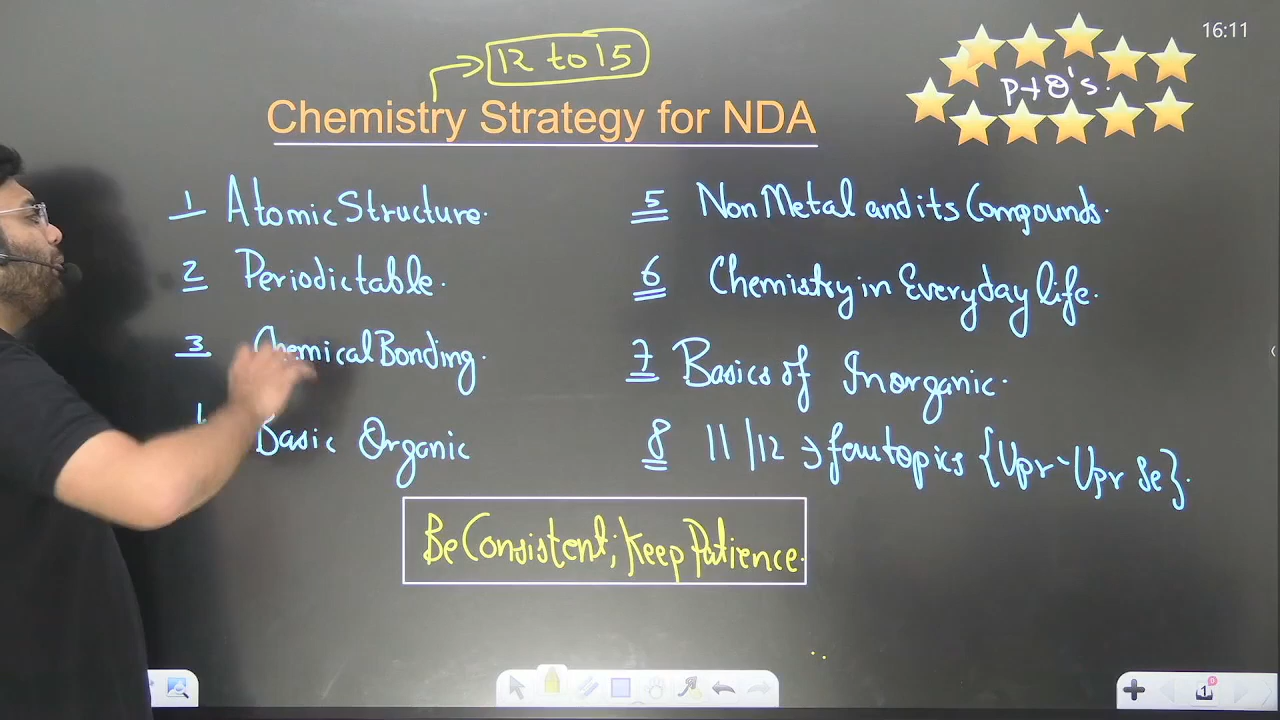 16:11
12 to 15
PYQ's.
Chemistry Strategy for NDA
1 Atomic Structure.
2 Periodic table.
3 Chemical Bonding.
Basic Organic
5 Non Metal and its Compounds.
6 Chemistry in Everyday life.
7 Basics of Inorganic.
8 11/12 → few topics {Upr-Upr Se}.
Be Consistent; Keep Patience.
1